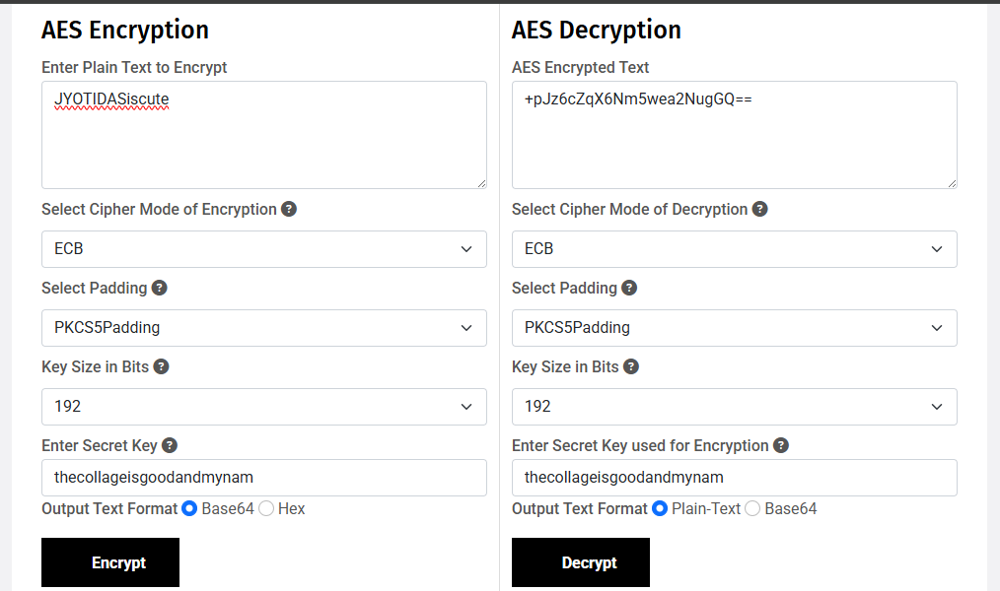 AES Encryption
Enter Plain Text to Encrypt
JYOTIDASiscute
Select Cipher Mode of Encryption ?
ECB
Select Padding ?
PKCS5Padding
Key Size in Bits ?
192
Enter Secret Key ?
thecollageisgoodandmynam
Output Text Format Base64 Hex
Encrypt
AES Decryption
AES Encrypted Text
+pJz6cZqX6Nm5wea2NugGQ==
Select Cipher Mode of Decryption ?
ECB
Select Padding ?
PKCS5Padding
Key Size in Bits ?
192
Enter Secret Key used for Encryption ?
thecollageisgoodandmynam
Output Text Format Plain-Text Base64
Decrypt